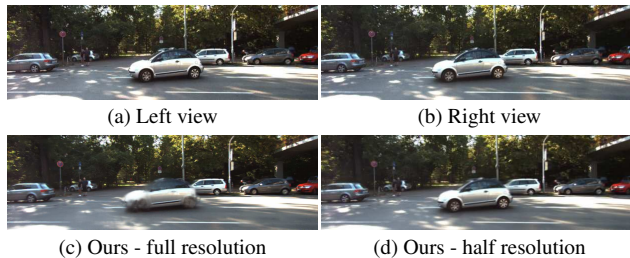 (a) Left view
(b) Right view
(c) Ours - full resolution
(d) Ours - half resolution